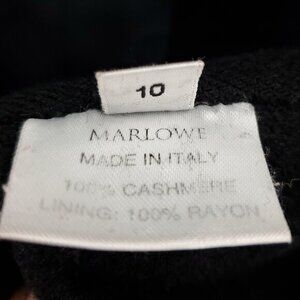 10
MARLOWE
MADE IN ITALY
100% CASHMERE
LINING: 100% RAYON